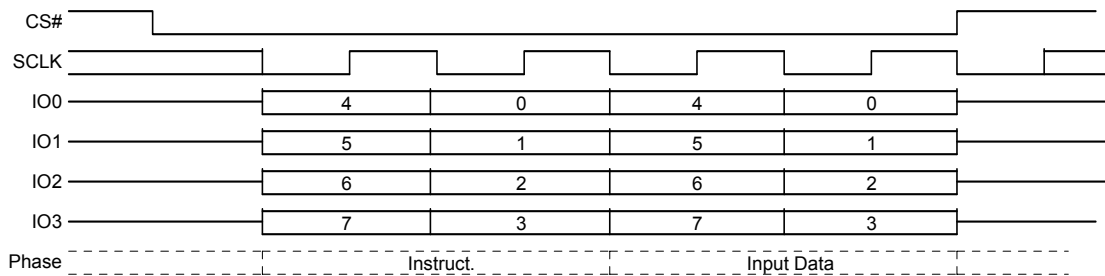 CS#
SCLK
IO0 4 0 4 0
IO1 5 1 5 1
IO2 6 2 6 2
IO3 7 3 7 3
Phase Instruct. Input Data